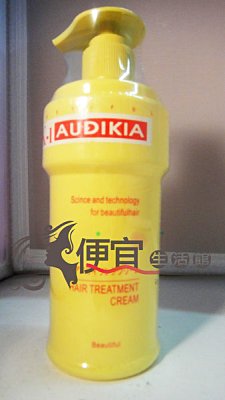 AUDIKIA
Scince and technology
for beautifulhair
便宜生活館
HAIR TREATMENT
CREAM
Beautiful